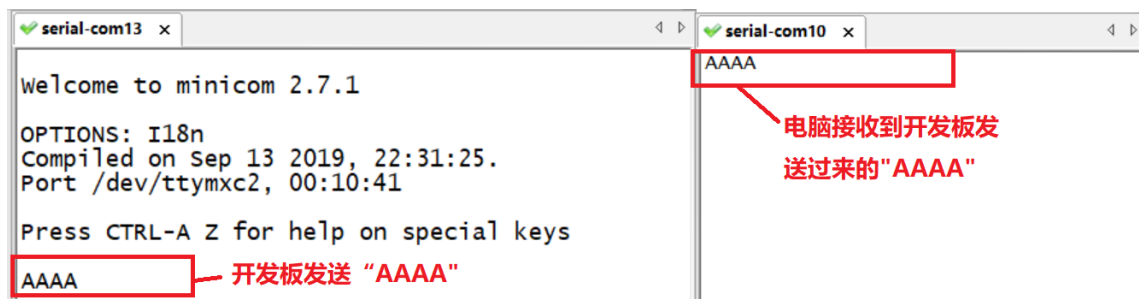 serial-com13 x
Welcome to minicom 2.7.1
OPTIONS: I18n
Compiled on Sep 13 2019, 22:31:25.
Port /dev/ttymxc2, 00:10:41
Press CTRL-A Z for help on special keys
AAAA
开发板发送“AAAA"
serial-com10 x
AAAA
电脑接收到开发板发
送过来的"AAAA"